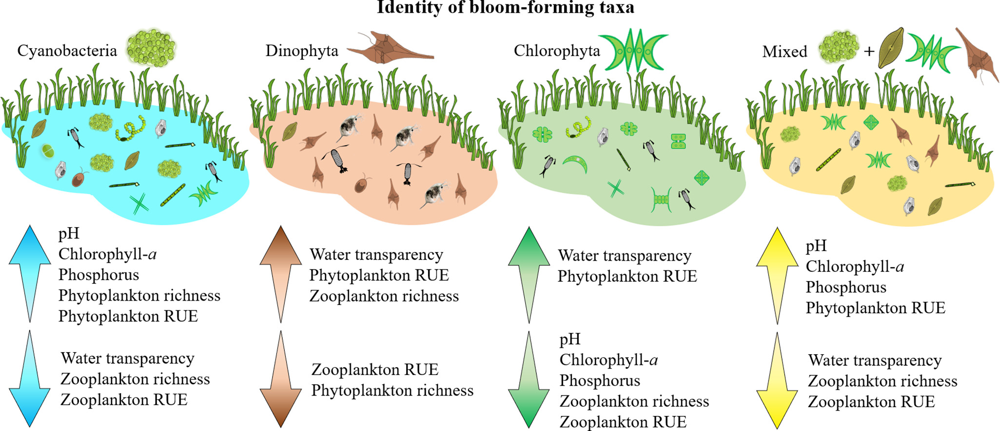 Identity of bloom-forming taxa
Cyanobacteria
Dinophyta
Chlorophyta
Mixed
+
pH
Chlorophyll-a
Phosphorus
Phytoplankton richness
Phytoplankton RUE
Water transparency
Zooplankton richness
Zooplankton RUE
Water transparency
Phytoplankton RUE
Zooplankton richness
Zooplankton RUE
Phytoplankton richness
Water transparency
Phytoplankton RUE
pH
Chlorophyll-a
Phosphorus
Zooplankton richness
Zooplankton RUE
pH
Chlorophyll-a
Phosphorus
Phytoplankton RUE
Water transparency
Zooplankton richness
Zooplankton RUE